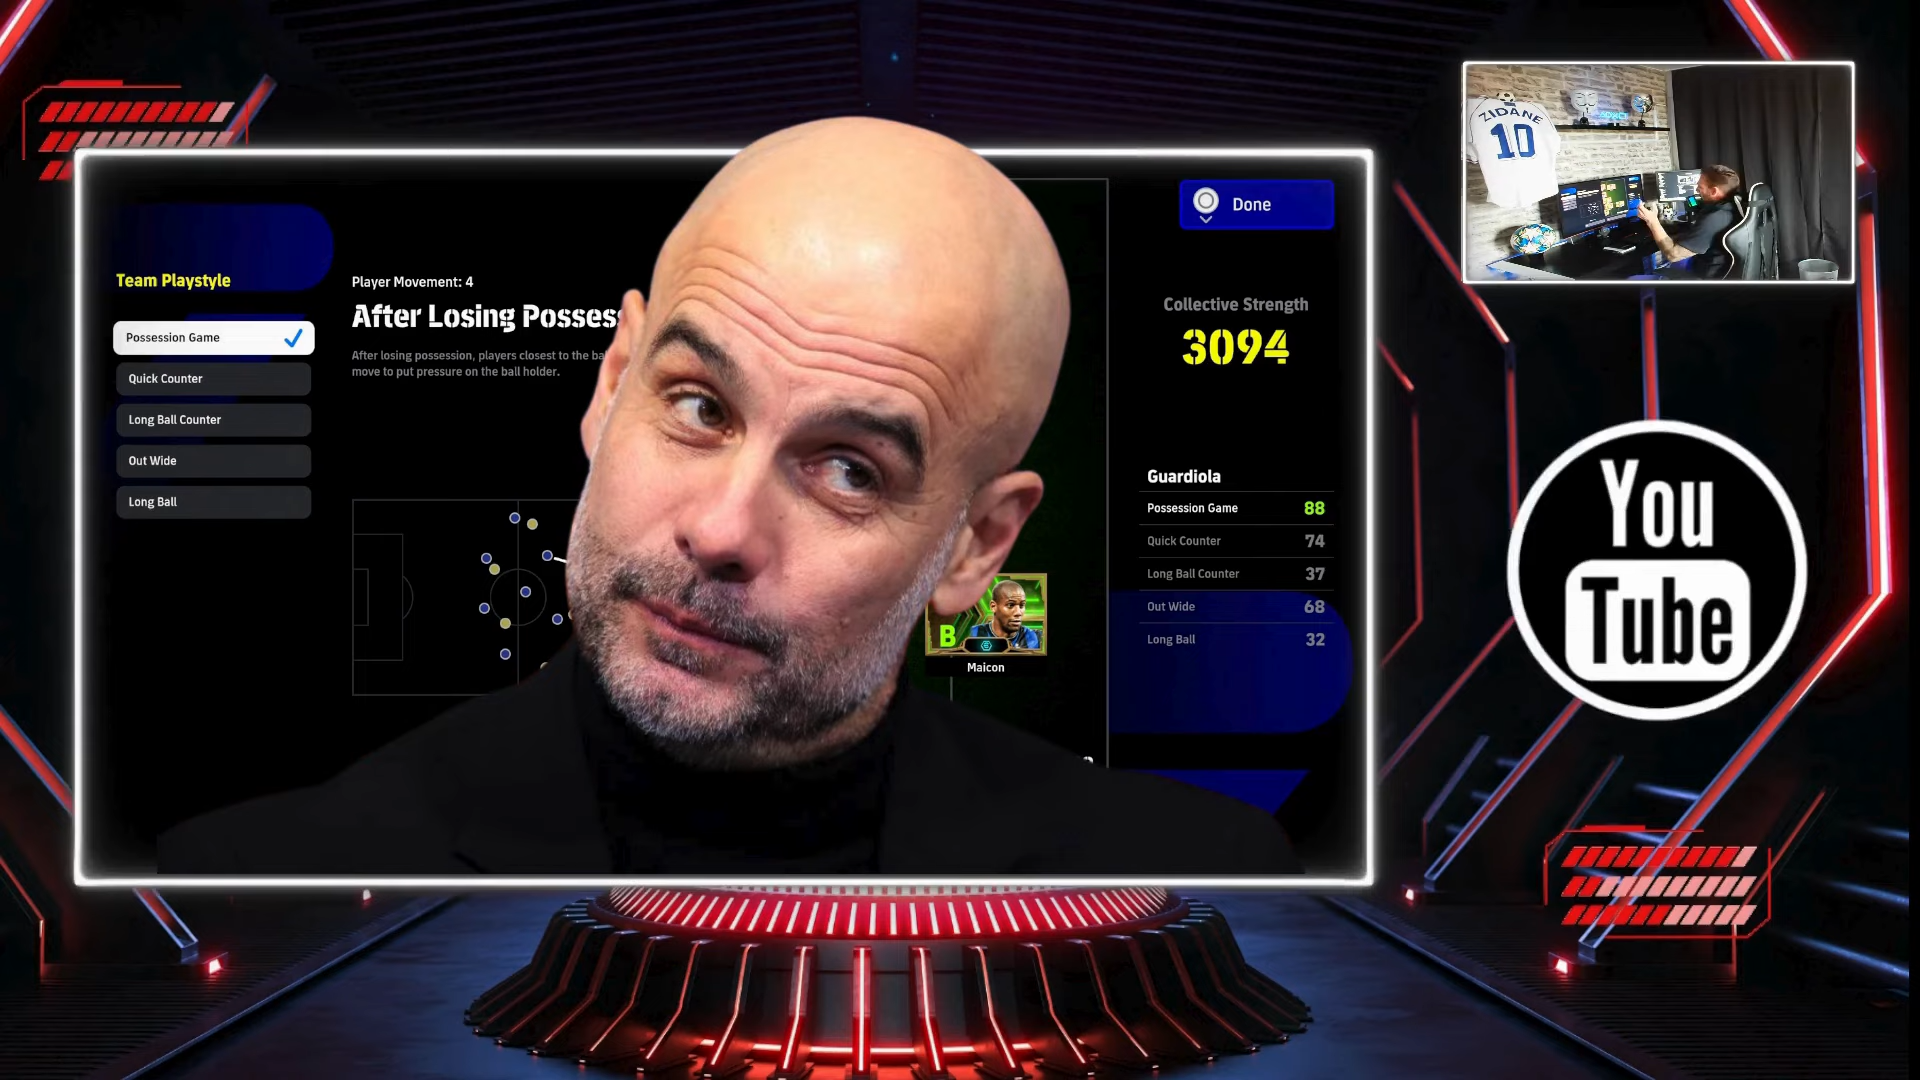 Team Playstyle
Possession Game
Quick Counter
Long Ball Counter
Out Wide
Long Ball
Player Movement: 4
After Losing Possess
After losing possession, players closest to the ba
move to put pressure on the ball holder.
B
Maicon
Done
Collective Strength
3094
Guardiola
Possession Game 88
Quick Counter 74
Long Ball Counter 37
Out Wide 68
Long Ball 32
ZIDANE
10
You
Tube